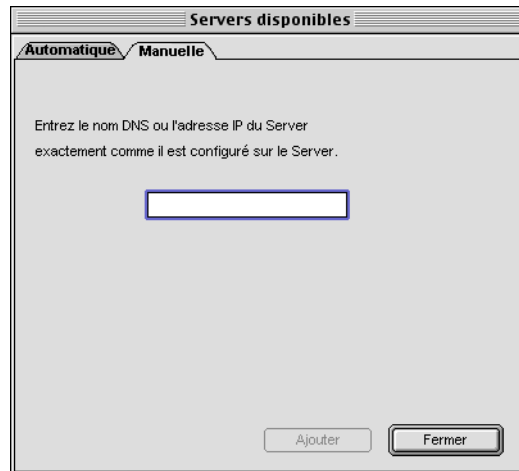 Servers disponibles
Automatique Manuelle
Entrez le nom DNS ou l'adresse IP du Server
exactement comme il est configuré sur le Server.
Ajouter Fermer